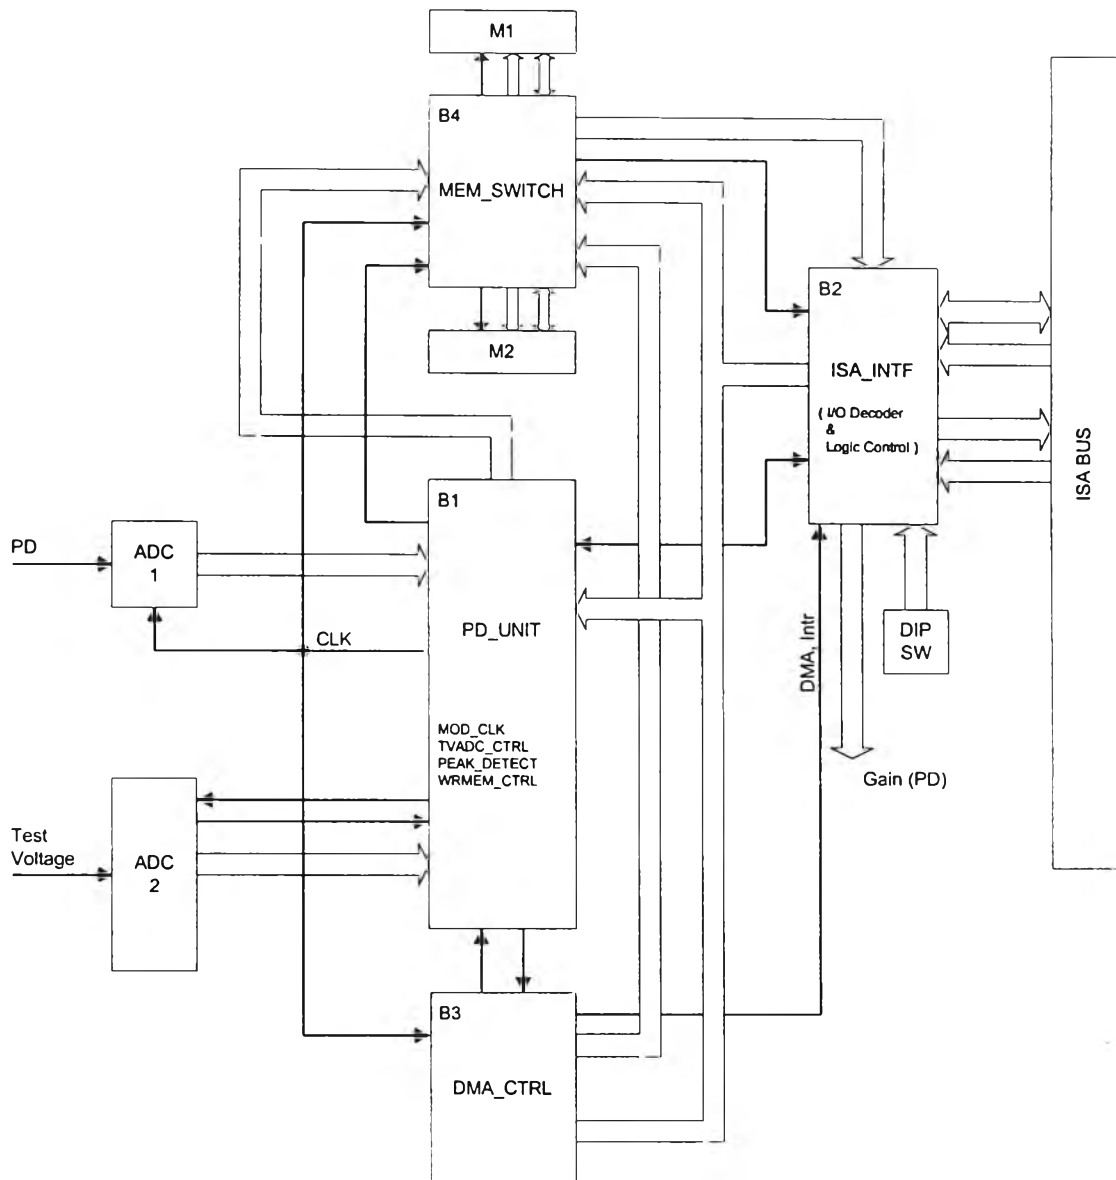 M1
B4
MEM_SWITCH
M2
B2
ISA_INTF
( I/O Decoder
&
Logic Control )
ISA BUS
B1
PD
ADC
1
CLK
PD_UNIT
MOD_CLK
TVADC_CTRL
PEAK_DETECT
WRMEM_CTRL
DIP
SW
DMA, Intr
Gain (PD)
Test
Voltage
ADC
2
B3
DMA_CTRL